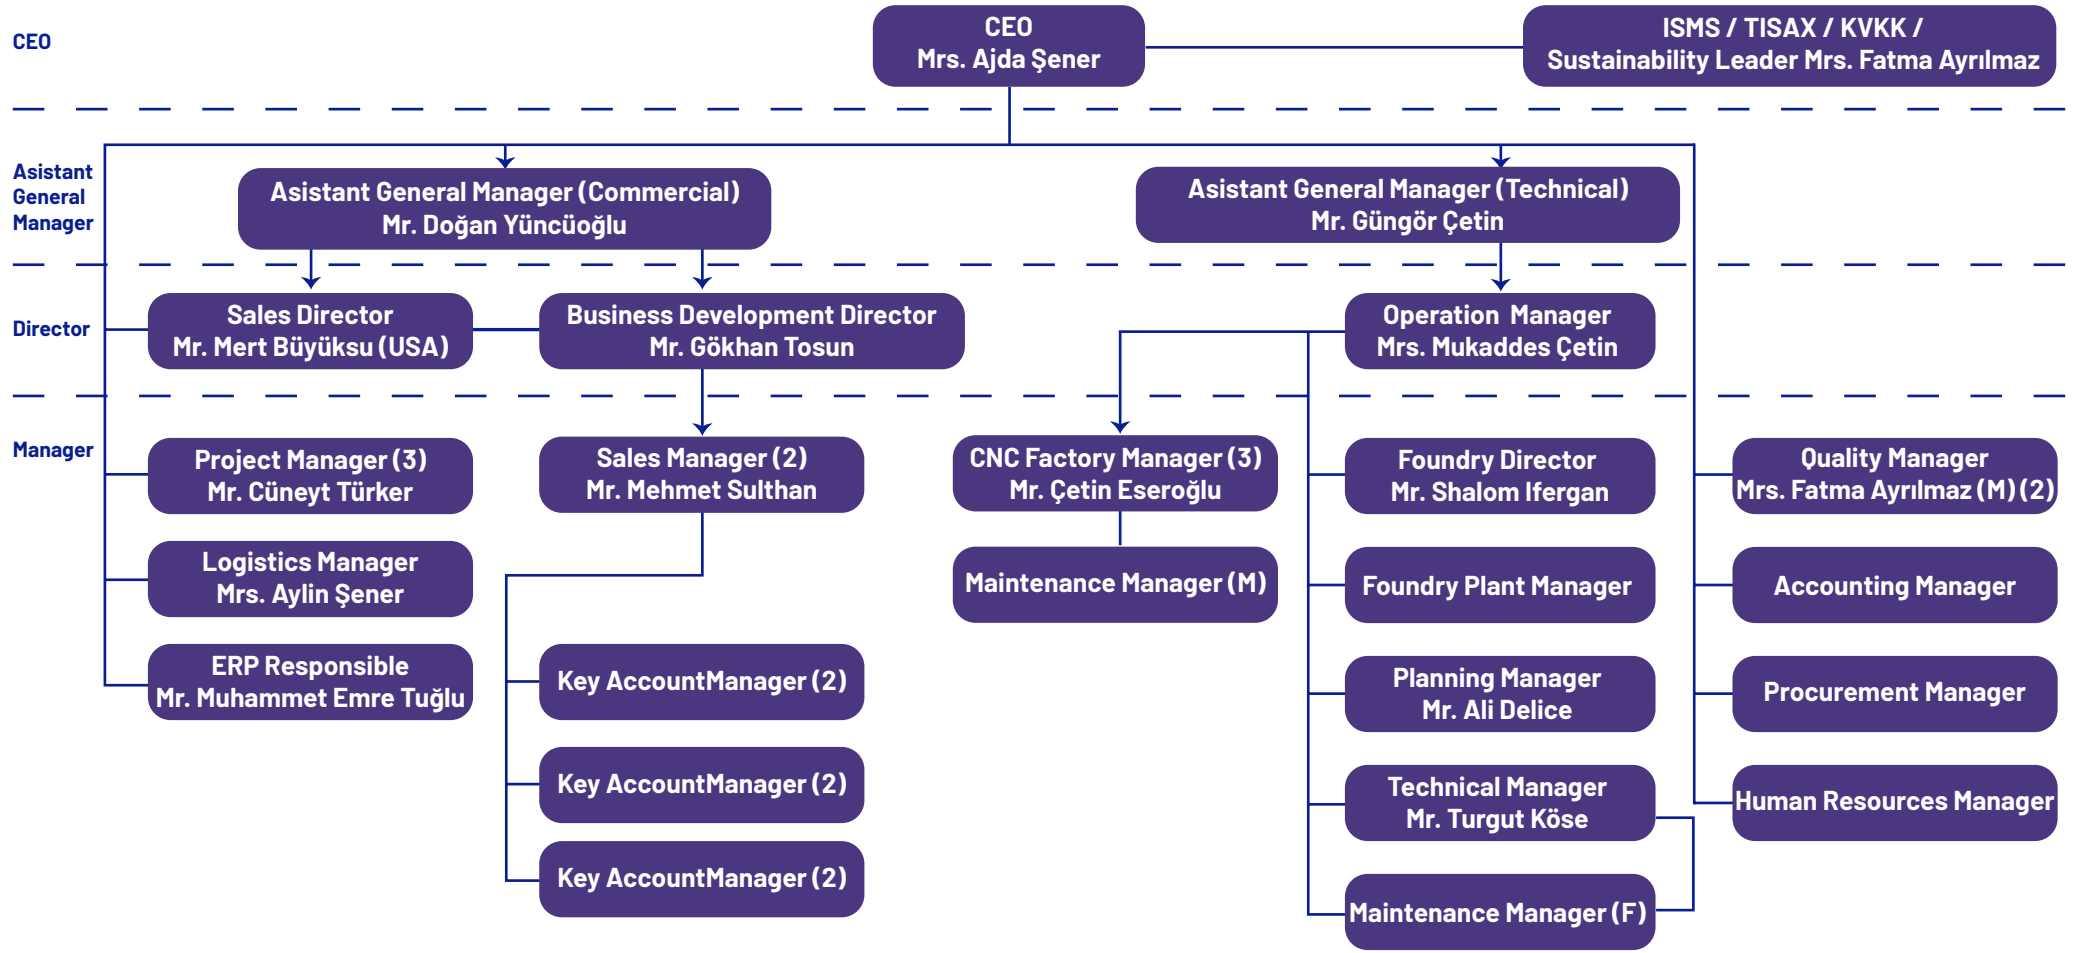 CEO
CEO
Mrs. Ajda Şener
ISMS / TISAX / KVKK /
Sustainability Leader Mrs. Fatma Ayrılmaz
Asistant
General
Manager
Asistant General Manager (Commercial)
Mr. Doğan Yüncüoğlu
Asistant General Manager (Technical)
Mr. Güngör Çetin
Director
Sales Director
Mr. Mert Büyüksu (USA)
Business Development Director
Mr. Gökhan Tosun
Operation Manager
Mrs. Mukaddes Çetin
Manager
Project Manager (3)
Mr. Cüneyt Türker
Sales Manager (2)
Mr. Mehmet Sulthan
CNC Factory Manager (3)
Mr. Çetin Eseroğlu
Foundry Director
Mr. Shalom Ifergan
Quality Manager
Mrs. Fatma Ayrılmaz (M) (2)
Logistics Manager
Mrs. Aylin Şener
Maintenance Manager (M)
Foundry Plant Manager
Accounting Manager
ERP Responsible
Mr. Muhammet Emre Tuğlu
Key AccountManager (2)
Planning Manager
Mr. Ali Delice
Procurement Manager
Key AccountManager (2)
Technical Manager
Mr. Turgut Köse
Human Resources Manager
Key AccountManager (2)
Maintenance Manager (F)